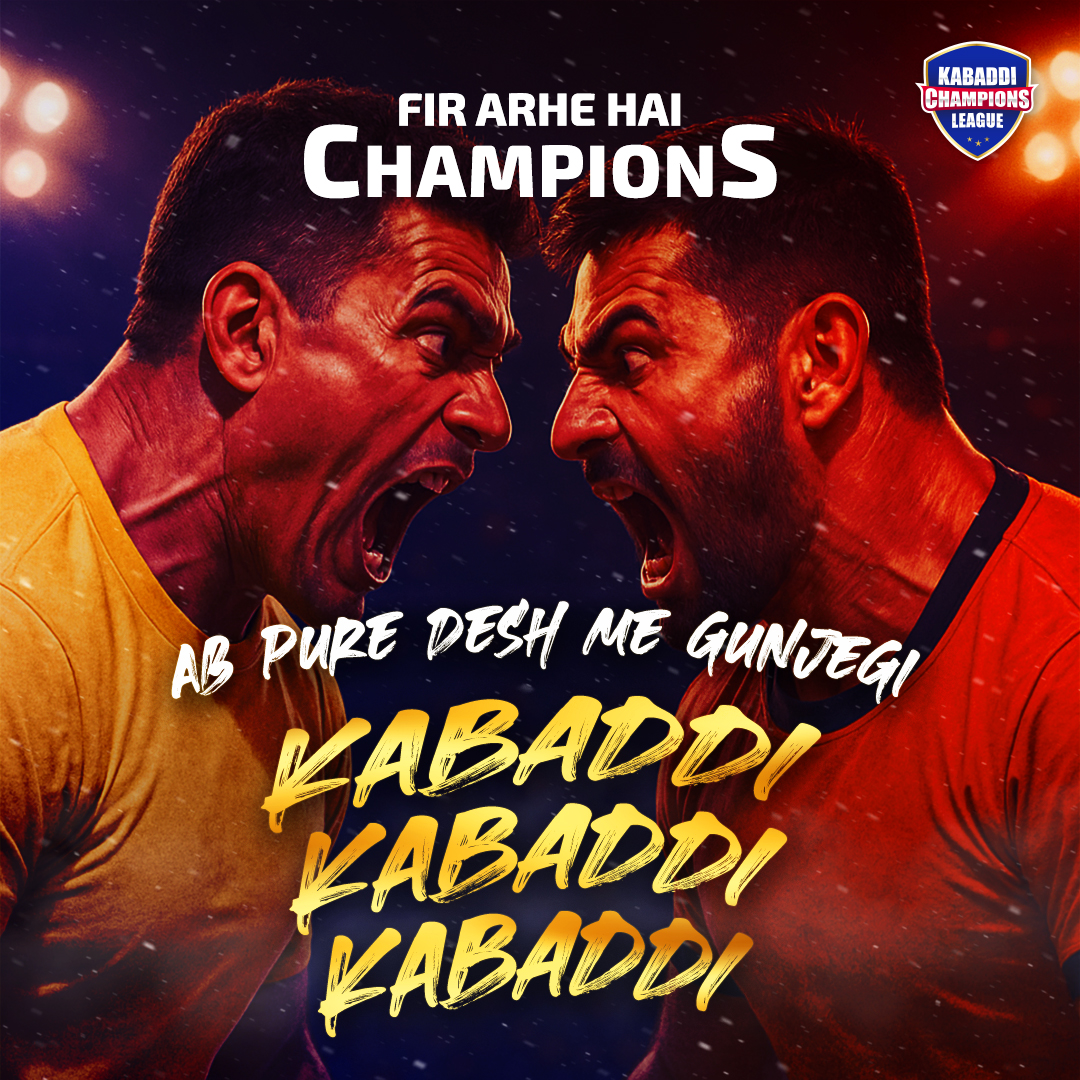 FIR ARHE HAI
CHAMPIONS
KABADDI
CHAMPIONS
LEAGUE
AB PURE DESH ME GUNJEGI
KABADDI
KABADDI
KABADDI